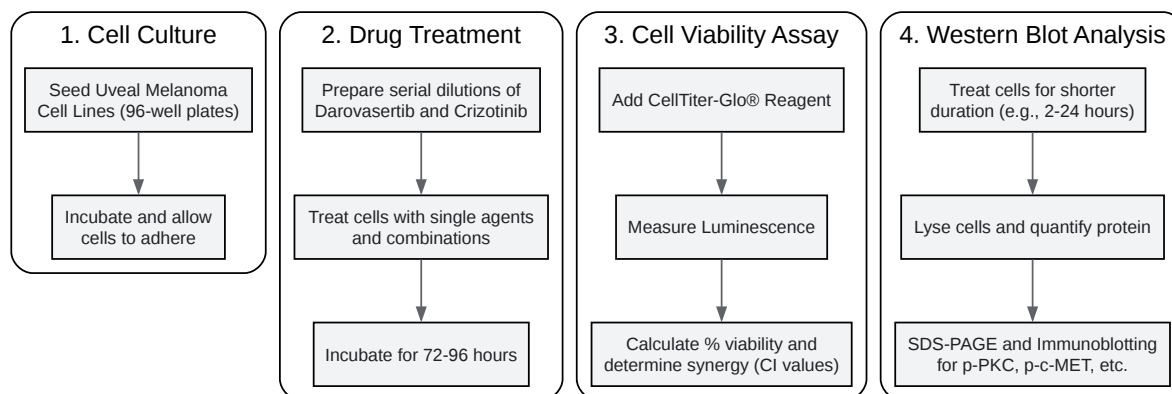 1. Cell Culture
Seed Uveal Melanoma
Cell Lines (96-well plates)
Incubate and allow
cells to adhere
2. Drug Treatment
Prepare serial dilutions of
Darovasertib and Crizotinib
Treat cells with single agents
and combinations
Incubate for 72-96 hours
3. Cell Viability Assay
Add CellTiter-Glo® Reagent
Measure Luminescence
Calculate % viability and
determine synergy (CI values)
4. Western Blot Analysis
Treat cells for shorter
duration (e.g., 2-24 hours)
Lyse cells and quantify protein
SDS-PAGE and Immunoblotting
for p-PKC, p-c-MET, etc.